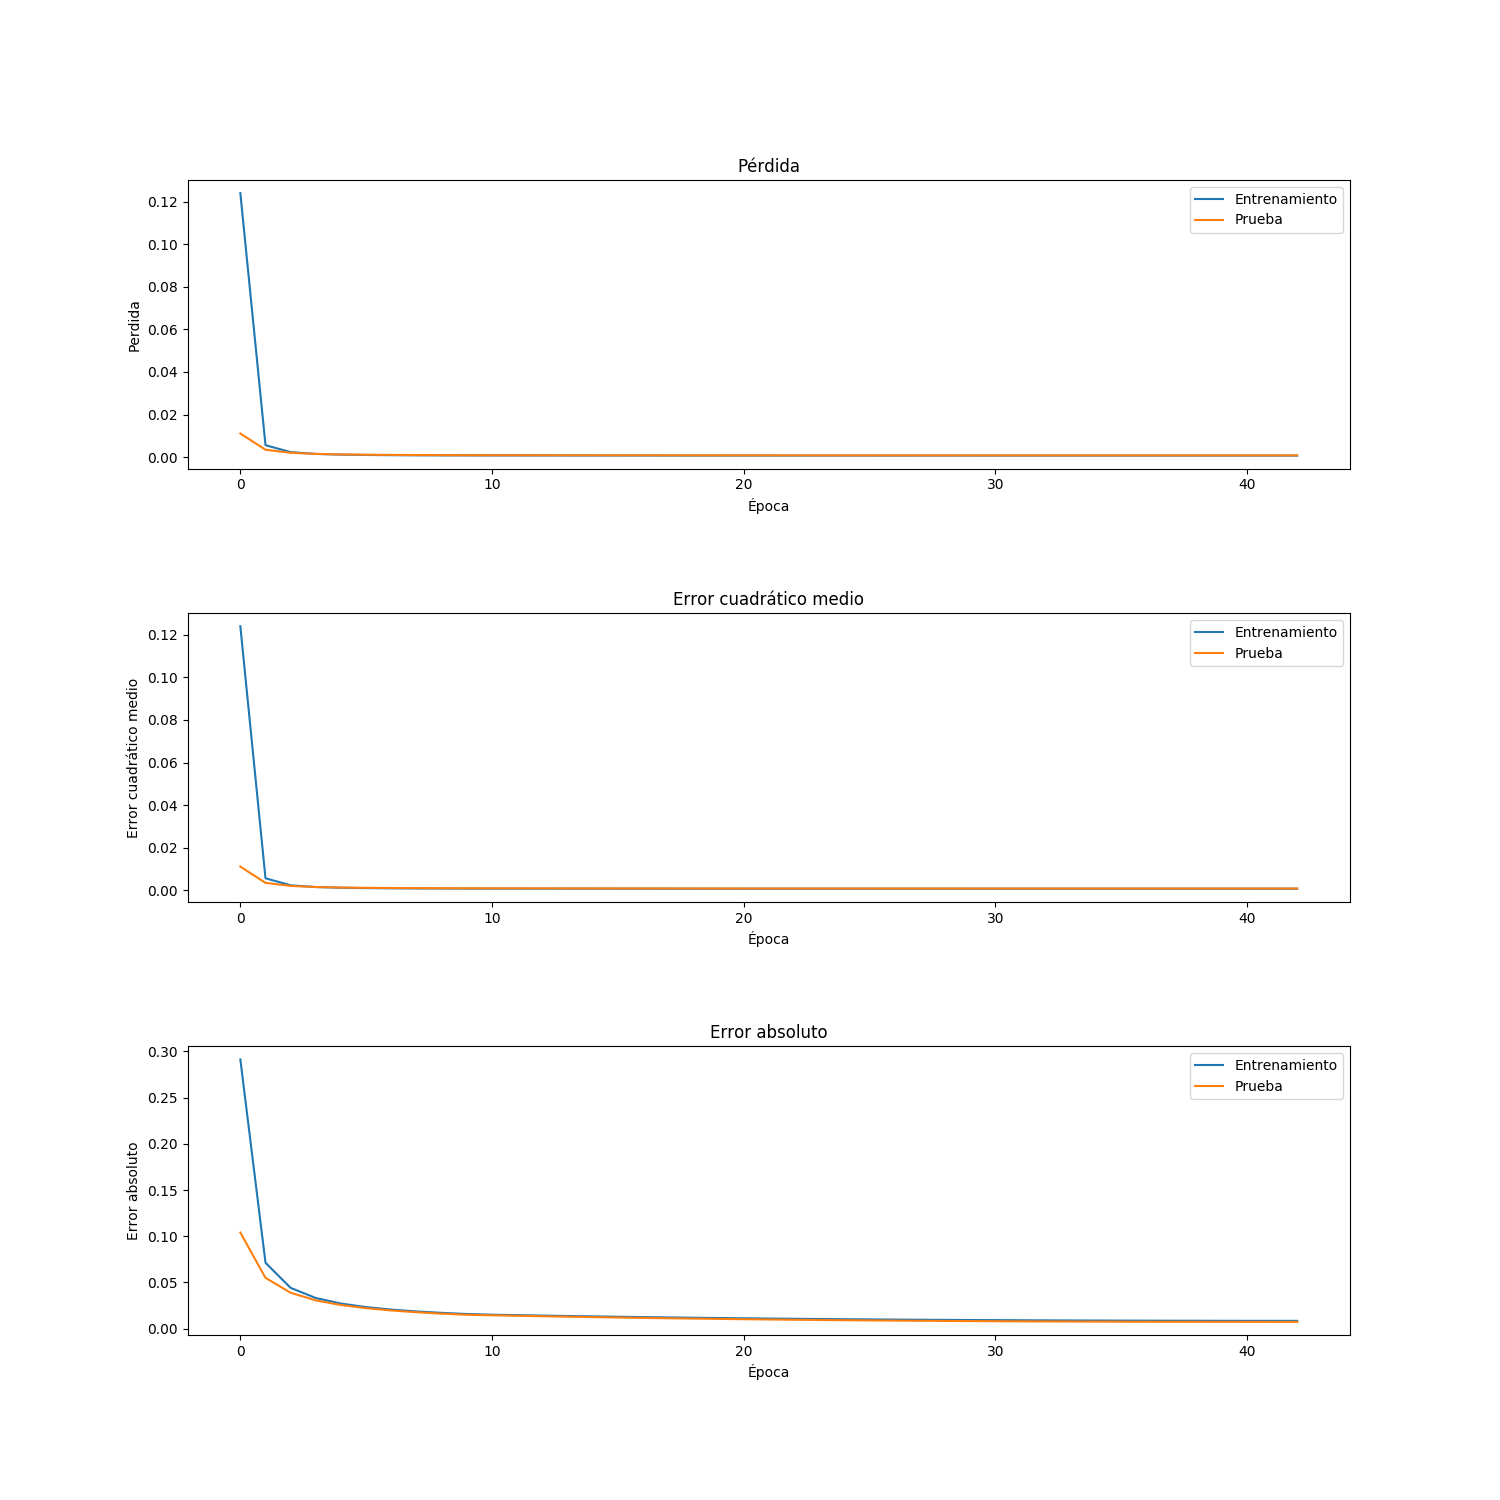 Pérdida
Perdida
0.12
0.10
0.08
0.06
0.04
0.02
0.00
Entrenamiento
Prueba
0 10 20 30 40
Época
Error cuadrático medio
Error cuadrático medio
0.12
0.10
0.08
0.06
0.04
0.02
0.00
Entrenamiento
Prueba
0 10 20 30 40
Época
Error absoluto
Error absoluto
0.30
0.25
0.20
0.15
0.10
0.05
0.00
Entrenamiento
Prueba
0 10 20 30 40
Época